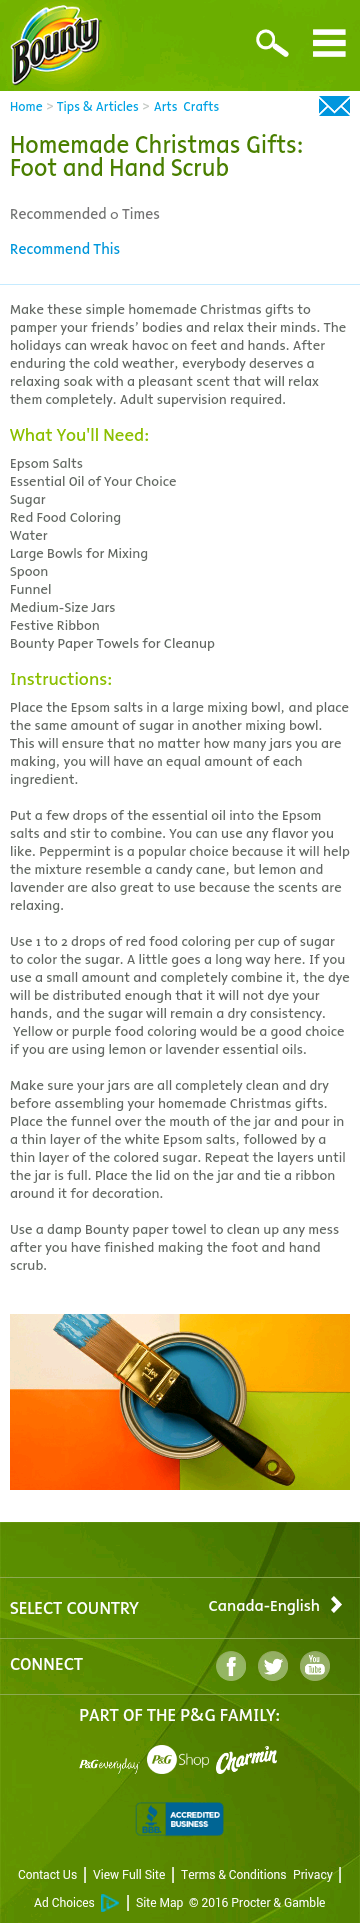 Bounty
Home > Tips & Articles > Arts Crafts
Homemade Christmas Gifts:
Foot and Hand Scrub
Recommended 0 Times
Recommend This
Make these simple homemade Christmas gifts to
pamper your friends’ bodies and relax their minds. The
holidays can wreak havoc on feet and hands. After
enduring the cold weather, everybody deserves a
relaxing soak with a pleasant scent that will relax
them completely. Adult supervision required.
What You'll Need:
Epsom Salts
Essential Oil of Your Choice
Sugar
Red Food Coloring
Water
Large Bowls for Mixing
Spoon
Funnel
Medium-Size Jars
Festive Ribbon
Bounty Paper Towels for Cleanup
Instructions:
Place the Epsom salts in a large mixing bowl, and place
the same amount of sugar in another mixing bowl.
This will ensure that no matter how many jars you are
making, you will have an equal amount of each
ingredient.
Put a few drops of the essential oil into the Epsom
salts and stir to combine. You can use any flavor you
like. Peppermint is a popular choice because it will help
the mixture resemble a candy cane, but lemon and
lavender are also great to use because the scents are
relaxing.
Use 1 to 2 drops of red food coloring per cup of sugar
to color the sugar. A little goes a long way here. If you
use a small amount and completely combine it, the dye
will be distributed enough that it will not dye your
hands, and the sugar will remain a dry consistency.
Yellow or purple food coloring would be a good choice
if you are using lemon or lavender essential oils.
Make sure your jars are all completely clean and dry
before assembling your homemade Christmas gifts.
Place the funnel over the mouth of the jar and pour in
a thin layer of the white Epsom salts, followed by a
thin layer of the colored sugar. Repeat the layers until
the jar is full. Place the lid on the jar and tie a ribbon
around it for decoration.
Use a damp Bounty paper towel to clean up any mess
after you have finished making the foot and hand
scrub.
SELECT COUNTRY Canada-English
CONNECT f You Tube
PART OF THE P&G FAMILY:
P&G everyday P&G Shop Charmin
BBB. ACCREDITED BUSINESS
Contact Us | View Full Site | Terms & Conditions Privacy |
Ad Choices | Site Map © 2016 Procter & Gamble